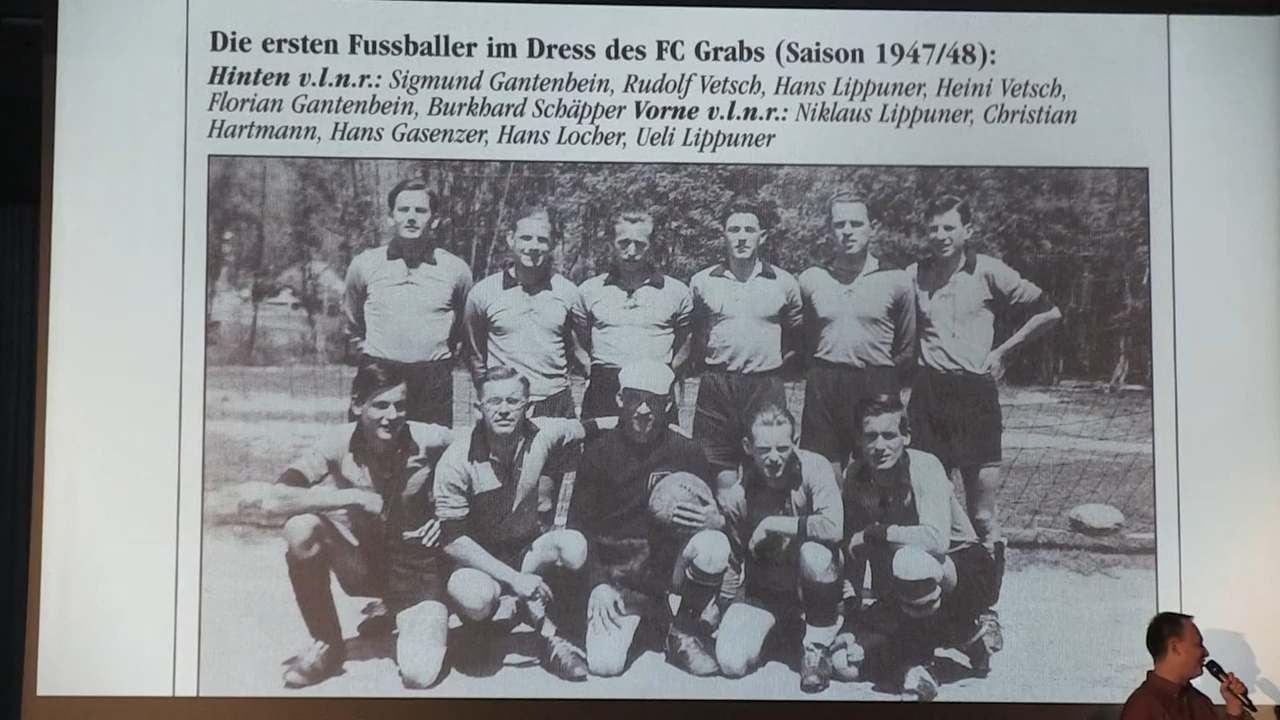 Die ersten Fussballer im Dress des FC Grabs (Saison 1947/48):
Hinten v.l.n.r.: Sigmund Gantenbein, Rudolf Vetsch, Hans Lippuner, Heini Vetsch,
Florian Gantenbein, Burkhard Schäpper Vorne v.l.n.r.: Niklaus Lippuner, Christian
Hartmann, Hans Gasenzer, Hans Locher, Ueli Lippuner